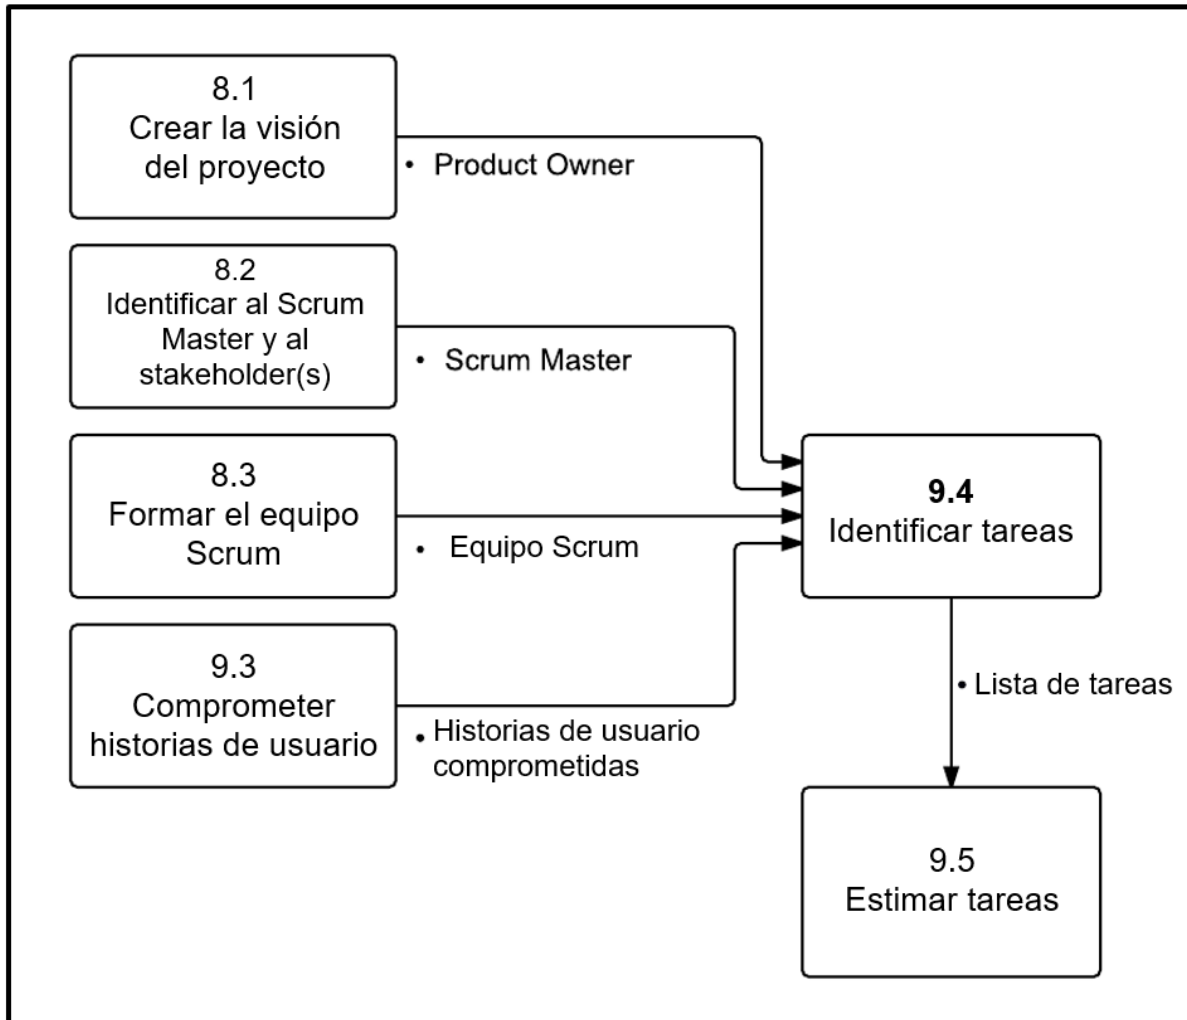 8.1
Crear la visión
del proyecto
• Product Owner
8.2
Identificar al Scrum
Master y al
stakeholder(s)
• Scrum Master
8.3
Formar el equipo
Scrum
• Equipo Scrum
9.3
Comprometer
historias de usuario
• Historias de usuario
comprometidas
9.4
Identificar tareas
• Lista de tareas
9.5
Estimar tareas